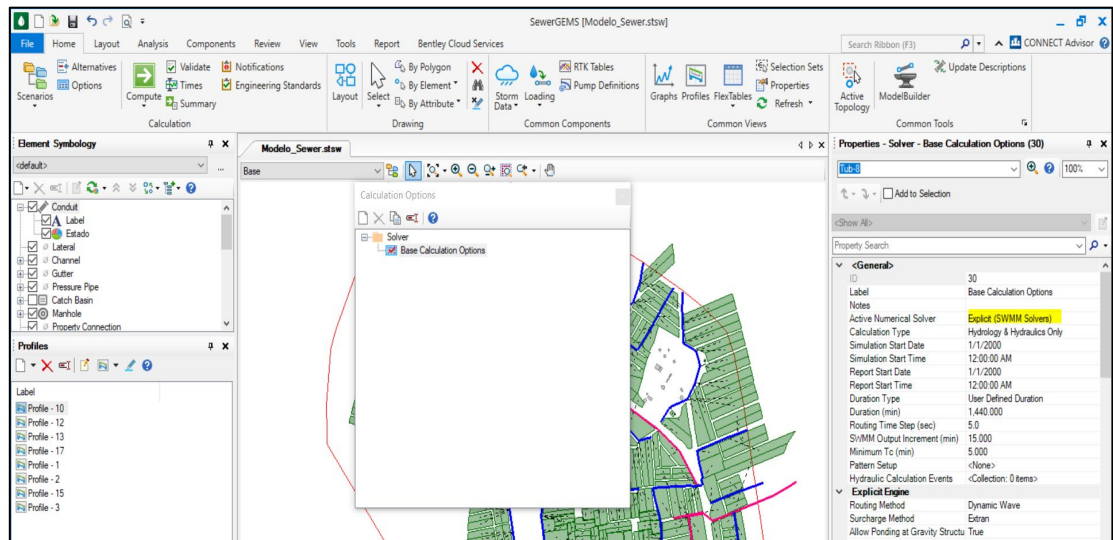 SewerGEMS [Modelo_Sewer.stsw]
File Home Layout Analysis Components Review View Tools Report Bentley Cloud Services
Search Ribbon (F3) CONNECT Advisor
Scenarios
Alternatives
Options
Compute
Validate
Times
Summary
Notifications
Engineering Standards
Calculation
Layout
Select
By Polygon
By Element
By Attribute
Drawing
Storm Data
Loading
RTK Tables
Pump Definitions
Common Components
Graphs Profiles FlexTables
Selection Sets
Properties
Refresh
Common Views
Active Topology
ModelBuilder
Update Descriptions
Common Tools
Element Symbology
<default>
...
Conduit
Label
Estado
Lateral
Channel
Gutter
Pressure Pipe
Catch Basin
Manhole
Property Connection
Profiles
Label
Profile - 10
Profile - 12
Profile - 13
Profile - 17
Profile - 1
Profile - 2
Profile - 15
Profile - 3
Modelo_Sewer.stsw
Base
Calculation Options
Solver
Base Calculation Options
Properties - Solver - Base Calculation Options (30)
Tub-8
100%
Add to Selection
<Show All>
Property Search
<General>
ID 30
Label Base Calculation Options
Notes
Active Numerical Solver Explicit (SWMM Solvers)
Calculation Type Hydrology & Hydraulics Only
Simulation Start Date 1/1/2000
Simulation Start Time 12:00:00 AM
Report Start Date 1/1/2000
Report Start Time 12:00:00 AM
Duration Type User Defined Duration
Duration (min) 1,440.000
Routing Time Step (sec) 5.0
SWMM Output Increment (min) 15.000
Minimum Tc (min) 5.000
Pattern Setup <None>
Hydraulic Calculation Events <Collection: 0 items>
Explicit Engine
Routing Method Dynamic Wave
Surcharge Method Extran
Allow Ponding at Gravity Structu True